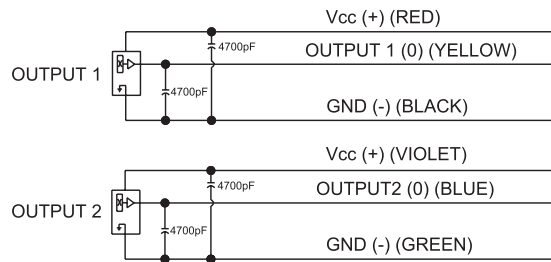 Vcc (+) (RED)
4700pF
OUTPUT 1 (0) (YELLOW)
OUTPUT 1
4700pF
GND (-) (BLACK)
Vcc (+) (VIOLET)
4700pF
OUTPUT2 (0) (BLUE)
OUTPUT 2
4700pF
GND (-) (GREEN)